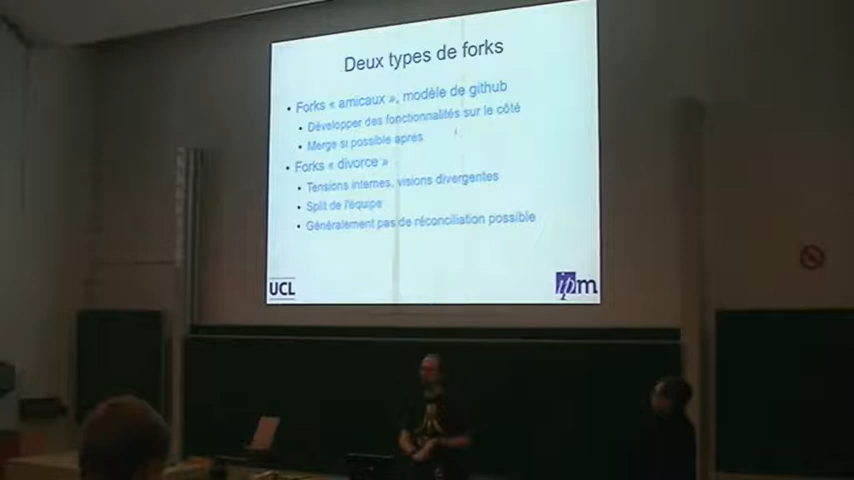 Deux types de forks
• Forks « amicaux », modèle de github
• Développer des fonctionnalités sur le côté
• Merge si possible après
• Forks « divorce »
• Tensions internes, visions divergentes
• Split de l'équipe
• Généralement pas de réconciliation possible
UCL
ipm